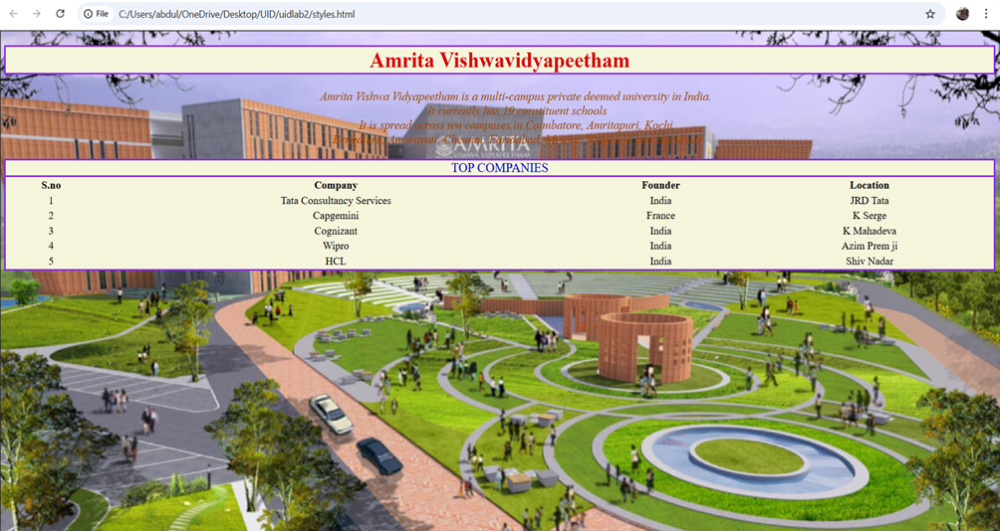 File C:/Users/abdul/OneDrive/Desktop/UID/uidlab2/styles.html
Amrita Vishwavidyapeetham
Amrita Vishwa Vidyapeetham is a multi-campus private deemed university in India.
It currently has 19 constituent schools
It is spread across ten campuses in Coimbatore, Amritapuri, Kochi
Amaravati, Chennai, Faridabad
AMRITA
VISHWA VIDYAPEETHAM
TOP COMPANIES
S.no Company Founder Location
1 Tata Consultancy Services India JRD Tata
2 Capgemini France K Serge
3 Cognizant India K Mahadeva
4 Wipro India Azim Prem ji
5 HCL India Shiv Nadar